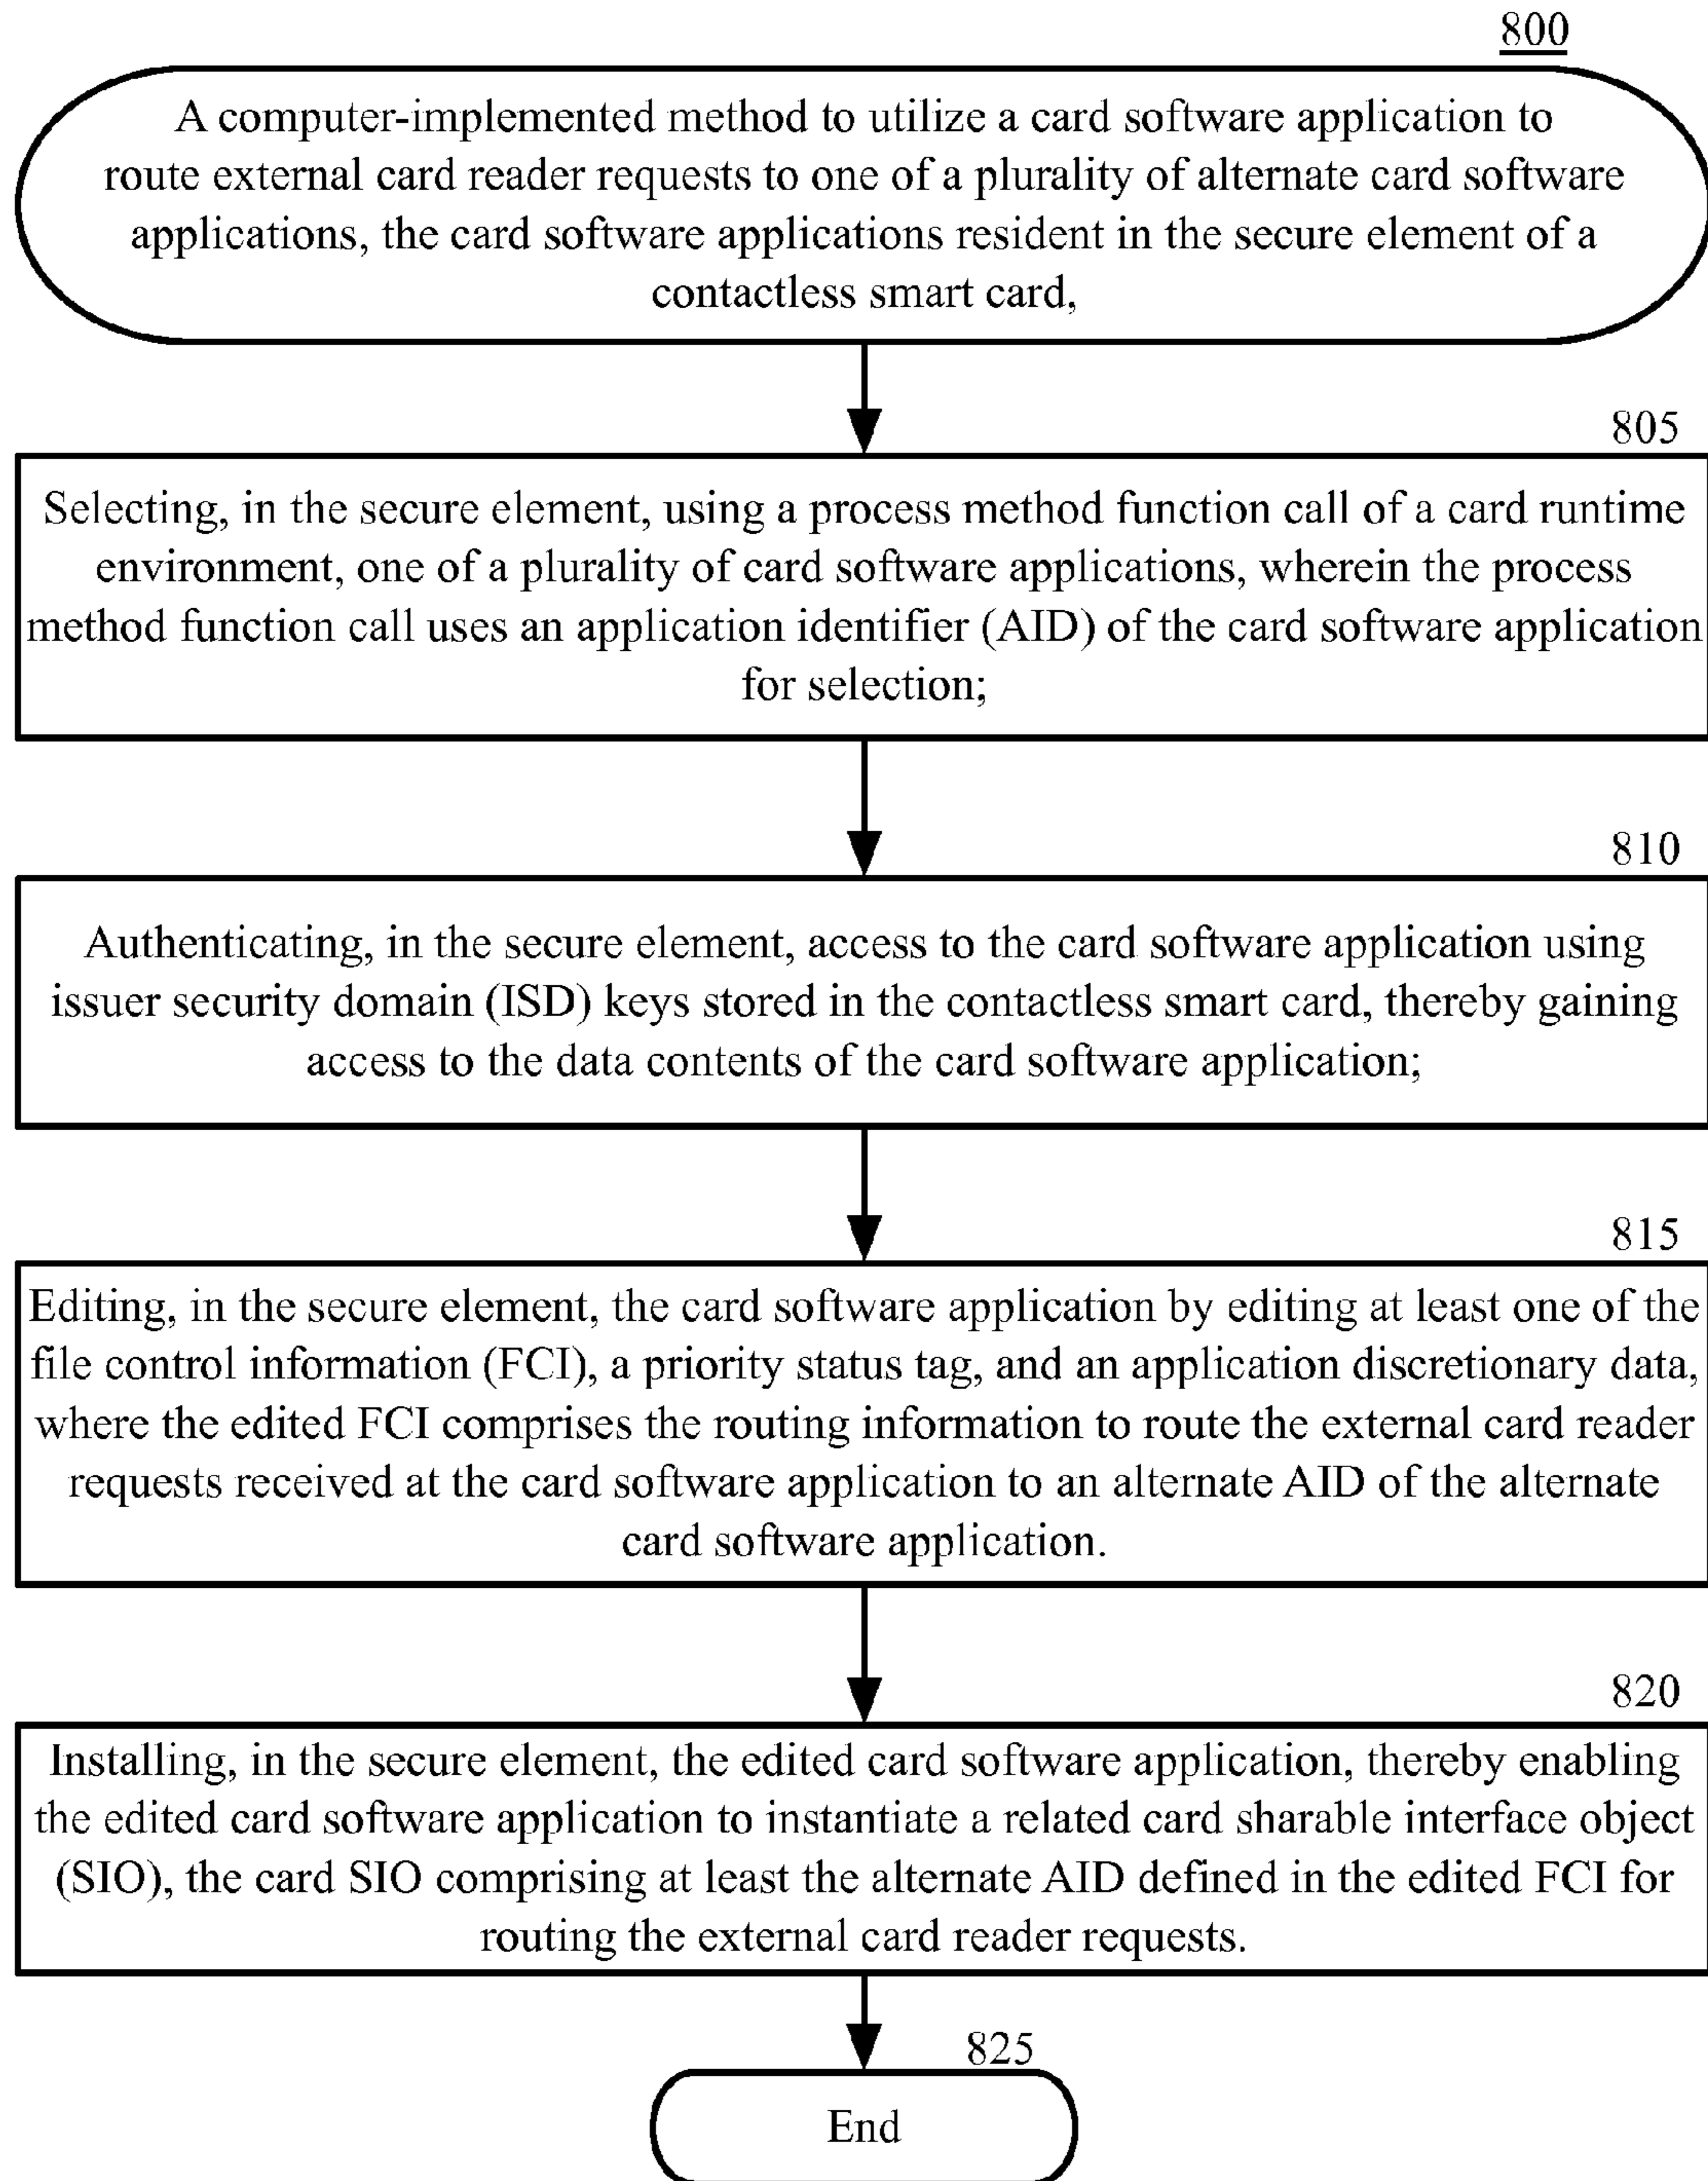 800
A computer-implemented method to utilize a card software application to
route external card reader requests to one of a plurality of alternate card software
applications, the card software applications resident in the secure element of a
contactless smart card,
805
Selecting, in the secure element, using a process method function call of a card runtime
environment, one of a plurality of card software applications, wherein the process
method function call uses an application identifier (AID) of the card software application
for selection;
810
Authenticating, in the secure element, access to the card software application using
issuer security domain (ISD) keys stored in the contactless smart card, thereby gaining
access to the data contents of the card software application;
815
Editing, in the secure element, the card software application by editing at least one of the
file control information (FCI), a priority status tag, and an application discretionary data,
where the edited FCI comprises the routing information to route the external card reader
requests received at the card software application to an alternate AID of the alternate
card software application.
820
Installing, in the secure element, the edited card software application, thereby enabling
the edited card software application to instantiate a related card sharable interface object
(SIO), the card SIO comprising at least the alternate AID defined in the edited FCI for
routing the external card reader requests.
825
End